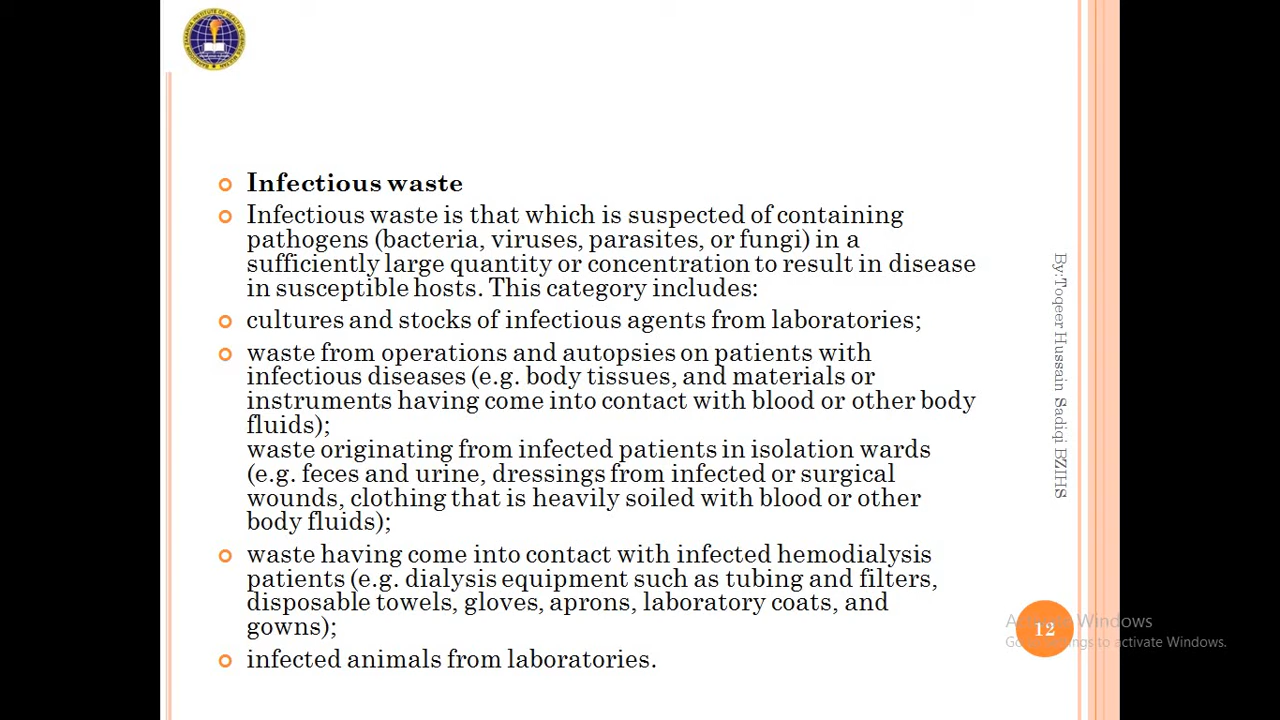 Infectious waste
Infectious waste is that which is suspected of containing
pathogens (bacteria, viruses, parasites, or fungi) in a
sufficiently large quantity or concentration to result in disease
in susceptible hosts. This category includes:
cultures and stocks of infectious agents from laboratories;
waste from operations and autopsies on patients with
infectious diseases (e.g. body tissues, and materials or
instruments having come into contact with blood or other body
fluids);
waste originating from infected patients in isolation wards
(e.g. feces and urine, dressings from infected or surgical
wounds, clothing that is heavily soiled with blood or other
body fluids);
waste having come into contact with infected hemodialysis
patients (e.g. dialysis equipment such as tubing and filters,
disposable towels, gloves, aprons, laboratory coats, and
gowns);
infected animals from laboratories.
By:Toqeer Hussain Sadiqi BZIHS
12
Windows
to activate Windows.